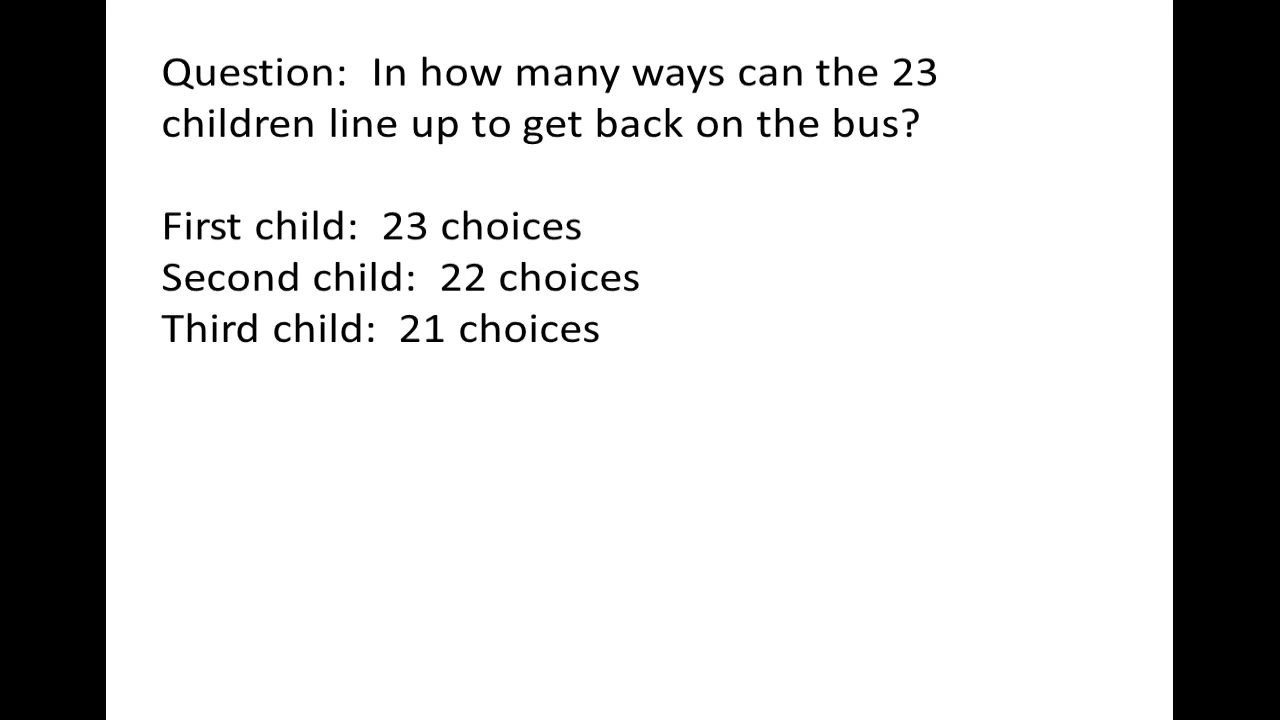 Question:  In how many ways can the 23
children line up to get back on the bus?
First child:  23 choices
Second child:  22 choices
Third child:  21 choices